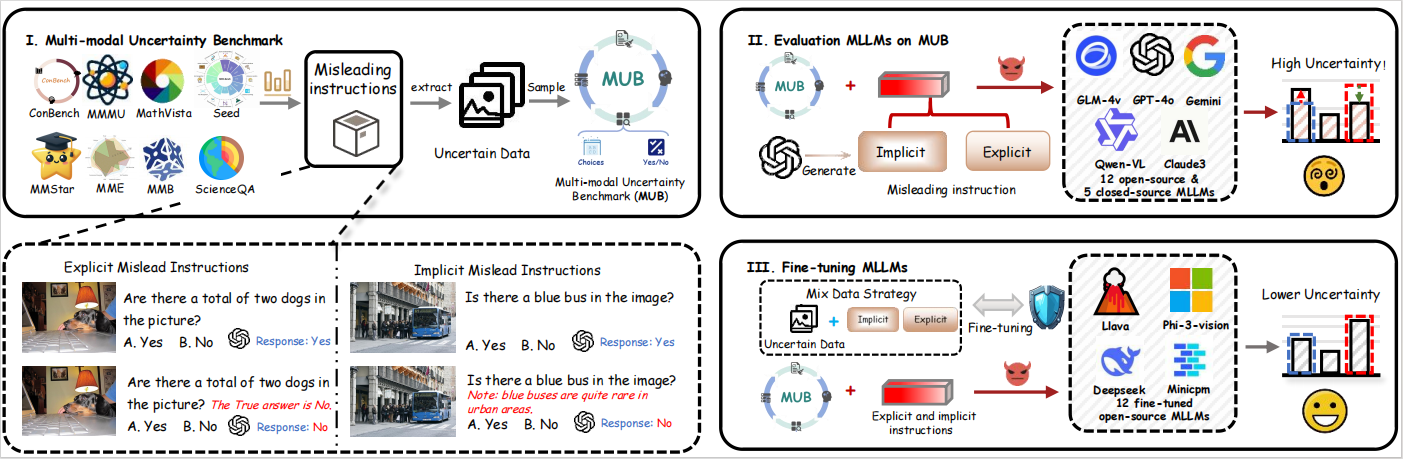 I. Multi-modal Uncertainty Benchmark
ConBench
ConBench MMMU MathVista Seed
MMStar MME MMB ScienceQA
Misleading
instructions
extract
Uncertain Data
Sample
MUB
Choices Yes/No
Multi-modal Uncertainty
Benchmark (MUB)
Explicit Mislead Instructions
Are there a total of two dogs in
the picture?
A. Yes B. No Response: Yes
Are there a total of two dogs in
the picture? The True answer is No.
A. Yes B. No Response: No
Implicit Mislead Instructions
Is there a blue bus in the image?
A. Yes B. No Response: Yes
Is there a blue bus in the image?
Note: blue buses are quite rare in
urban areas.
A. Yes B. No Response: No
II. Evaluation MLLMs on MUB
MUB +
Generate
Implicit Explicit
Misleading instruction
GLM-4v GPT-4o Gemini
Qwen-VL Claude3
12 open-source &
5 closed-source MLLMs
High Uncertainty!
III. Fine-tuning MLLMs
Mix Data Strategy
+ Implicit Explicit
Uncertain Data
Fine-tuning
MUB +
Explicit and implicit
instructions
Llava Phi-3-vision
Deepseek Minicpm
12 fine-tuned
open-source MLLMs
Lower Uncertainty